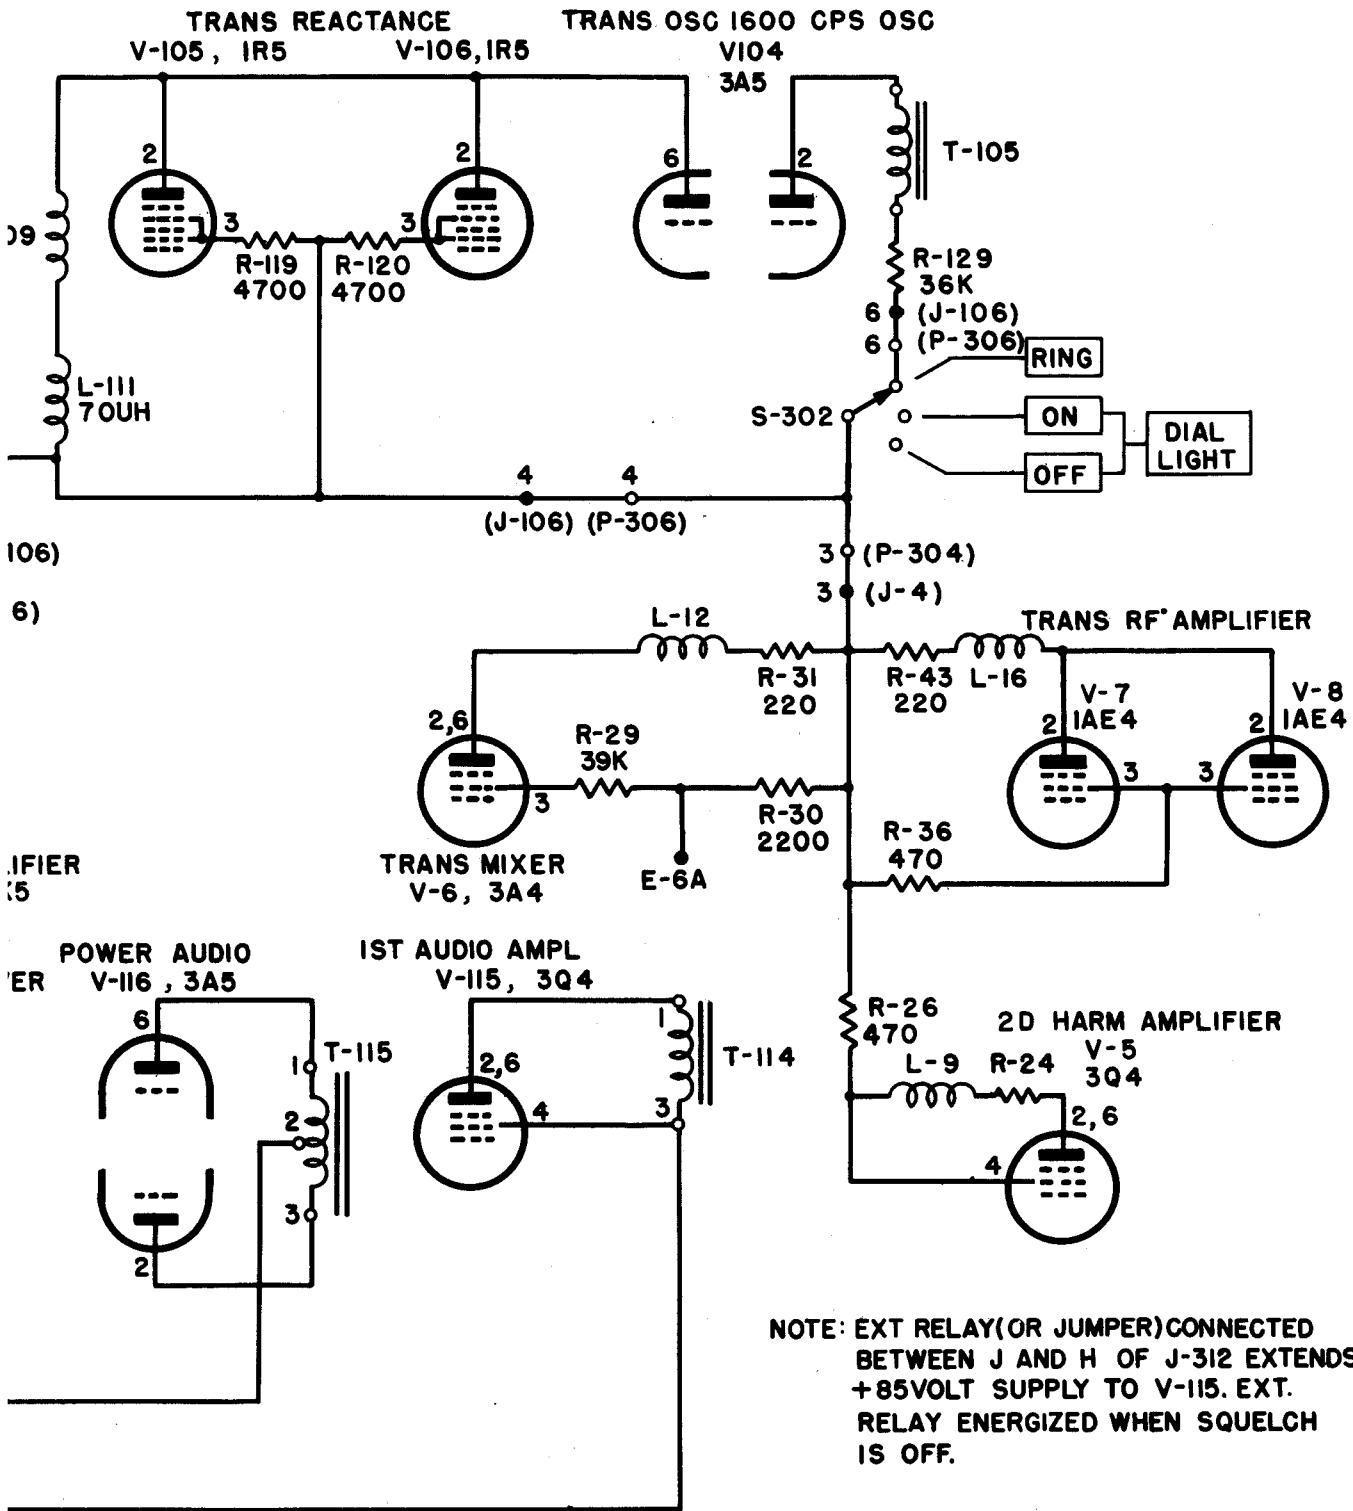 TRANS REACTANCE
V-105, 1R5
V-106, 1R5
TRANS OSC 1600 CPS OSC
V104
3A5
2
2
6
2
T-105
09
3
3
R-119
4700
R-120
4700
R-129
36K
6 (J-106)
6 (P-306)
RING
L-111
70UH
S-302
ON
OFF
DIAL
LIGHT
4
4
(J-106) (P-306)
106)
3 (P-304)
6)
3 (J-4)
L-12
TRANS RF AMPLIFIER
R-31
220
R-43
220
L-16
V-7
1AE4
V-8
1AE4
2,6
2
2
R-29
39K
3
3
3
R-30
2200
R-36
470
LIFIER
K5
TRANS MIXER
V-6, 3A4
E-6A
POWER AUDIO
V-116, 3A5
VER
1ST AUDIO AMPL
V-115, 3Q4
6
1
R-26
470
2D HARM AMPLIFIER
V-5
3Q4
1
T-115
2,6
T-114
L-9
R-24
2
4
3
2,6
4
3
2
NOTE: EXT RELAY(OR JUMPER)CONNECTED
BETWEEN J AND H OF J-312 EXTENDS
+85VOLT SUPPLY TO V-115. EXT.
RELAY ENERGIZED WHEN SQUELCH
IS OFF.